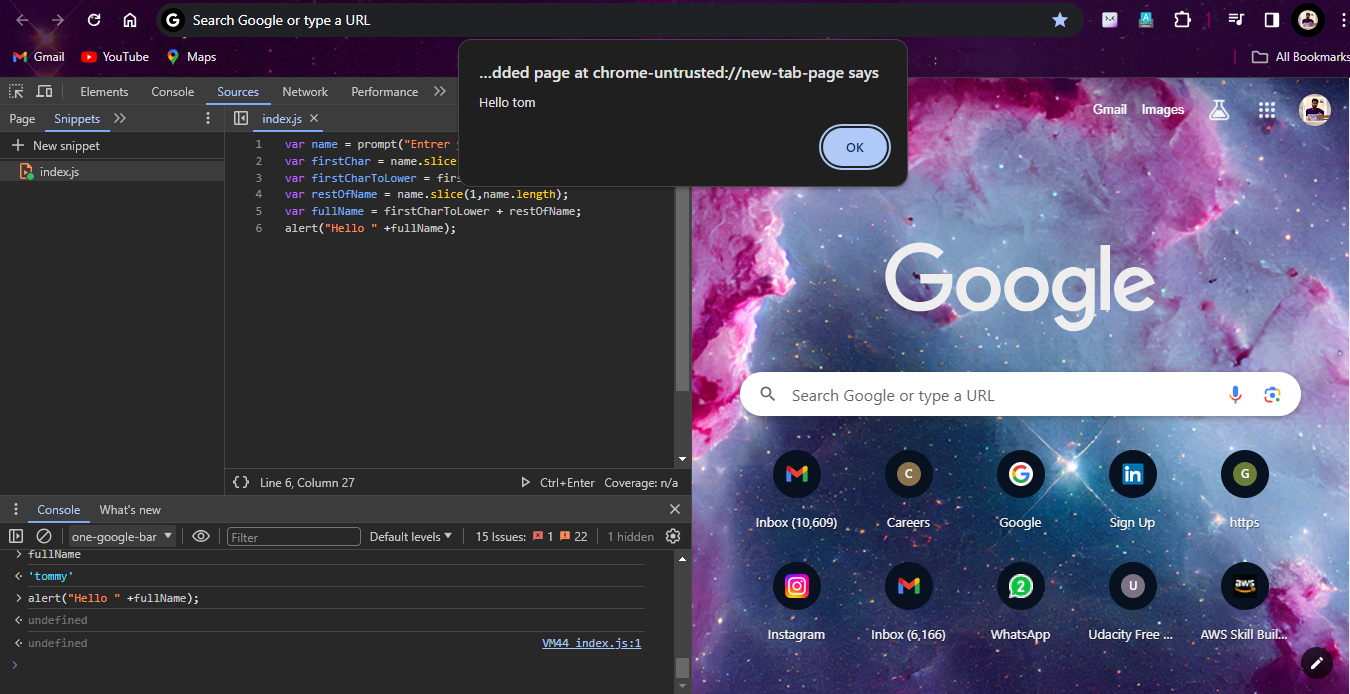 Search Google or type a URL
Gmail
YouTube
Maps
All Bookmarks
...dded page at chrome-untrusted://new-tab-page says
Hello tom
OK
Elements
Console
Sources
Network
Performance
Page
Snippets
index.js
New snippet
index.js
1 var name = prompt("Entrer
2 var firstChar = name.slice
3 var firstCharToLower = firs
4 var restOfName = name.slice(1,name.length);
5 var fullName = firstCharToLower + restOfName;
6 alert("Hello " +fullName);
Line 6, Column 27
Ctrl+Enter
Coverage: n/a
Console
What's new
one-google-bar
Filter
Default levels
15 Issues:
1
22
1 hidden
fullName
'tommy'
alert("Hello " +fullName);
undefined
undefined
VM44 index.js:1
Gmail
Images
Google
Search Google or type a URL
C
G
Inbox (10,609)
Careers
Google
Sign Up
https
2
U
aws
Instagram
Inbox (6,166)
WhatsApp
Udacity Free ...
AWS Skill Buil...